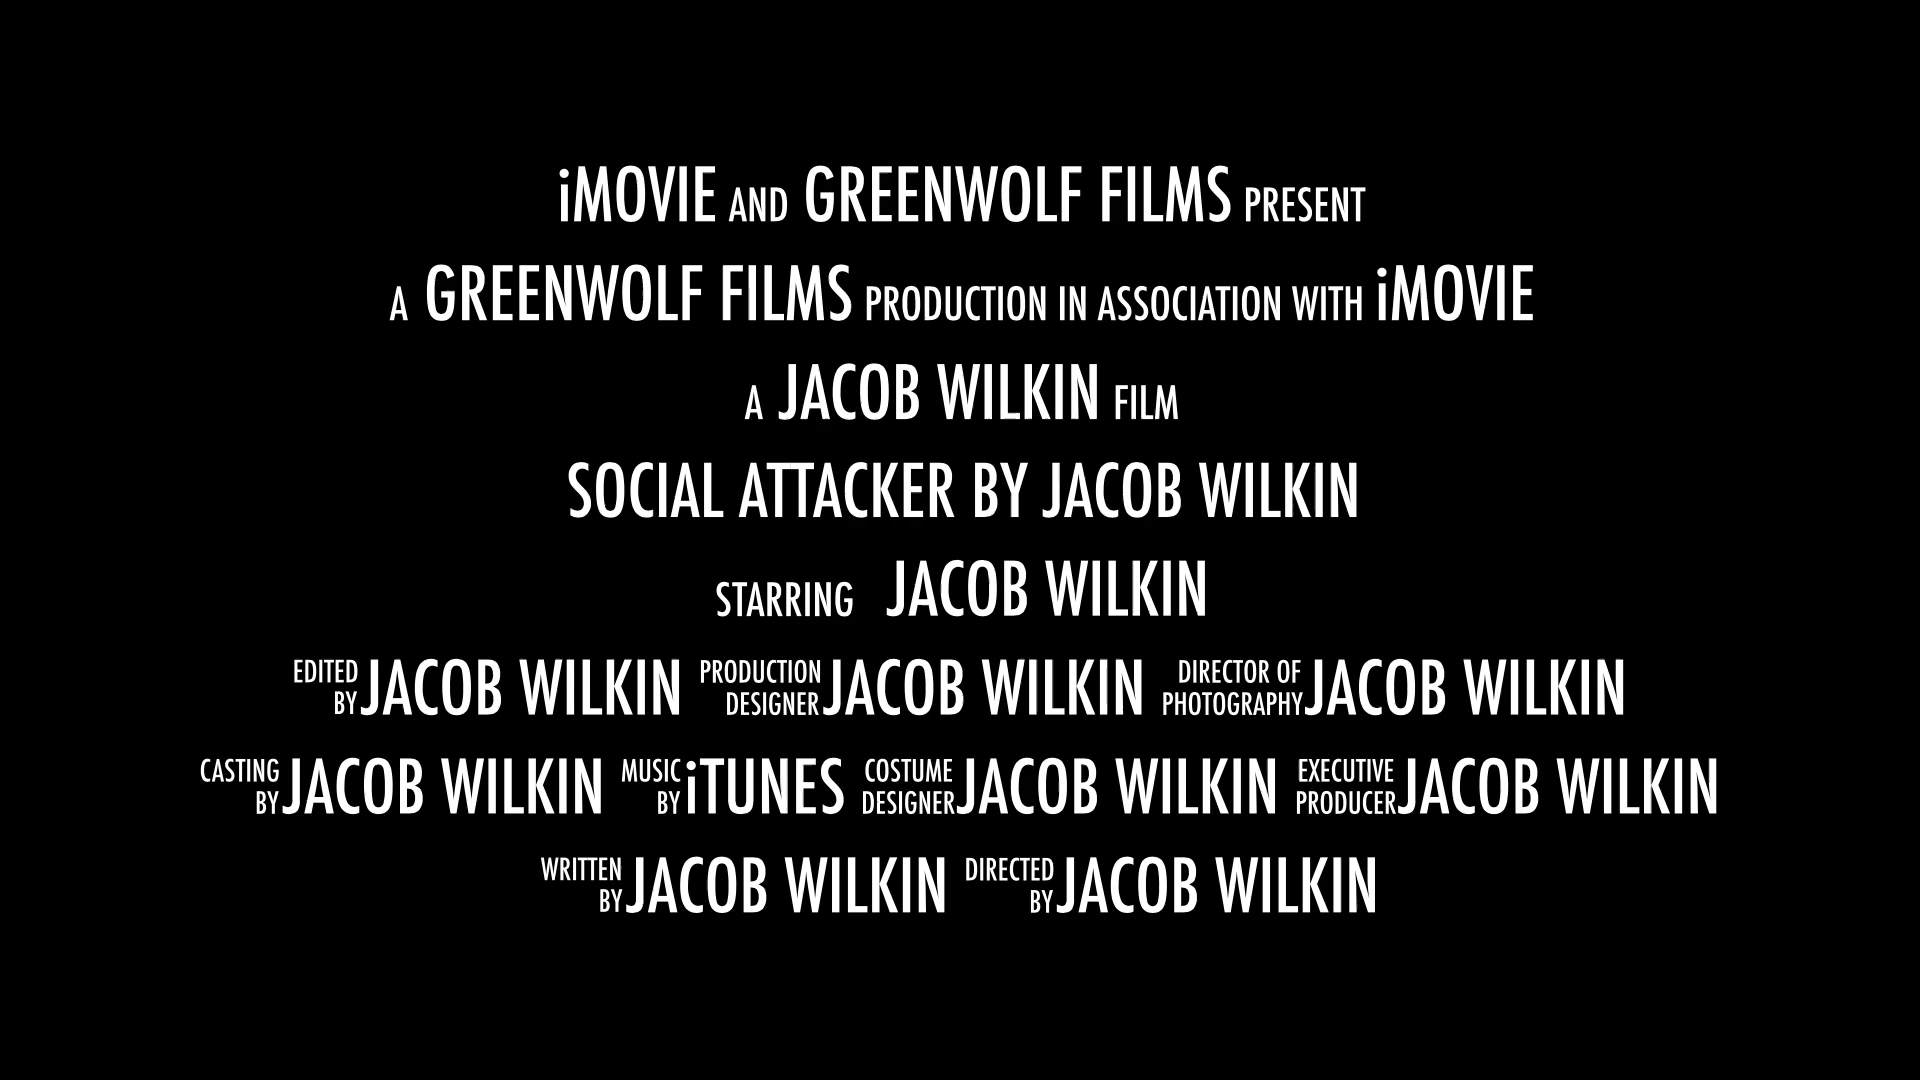 iMOVIE AND GREENWOLF FILMS PRESENT
A GREENWOLF FILMS PRODUCTION IN ASSOCIATION WITH iMOVIE
A JACOB WILKIN FILM
SOCIAL ATTACKER BY JACOB WILKIN
STARRING JACOB WILKIN
EDITED BY JACOB WILKIN PRODUCTION DESIGNER JACOB WILKIN DIRECTOR OF PHOTOGRAPHY JACOB WILKIN
CASTING BY JACOB WILKIN MUSIC BY iTUNES COSTUME DESIGNER JACOB WILKIN EXECUTIVE PRODUCER JACOB WILKIN
WRITTEN BY JACOB WILKIN DIRECTED BY JACOB WILKIN